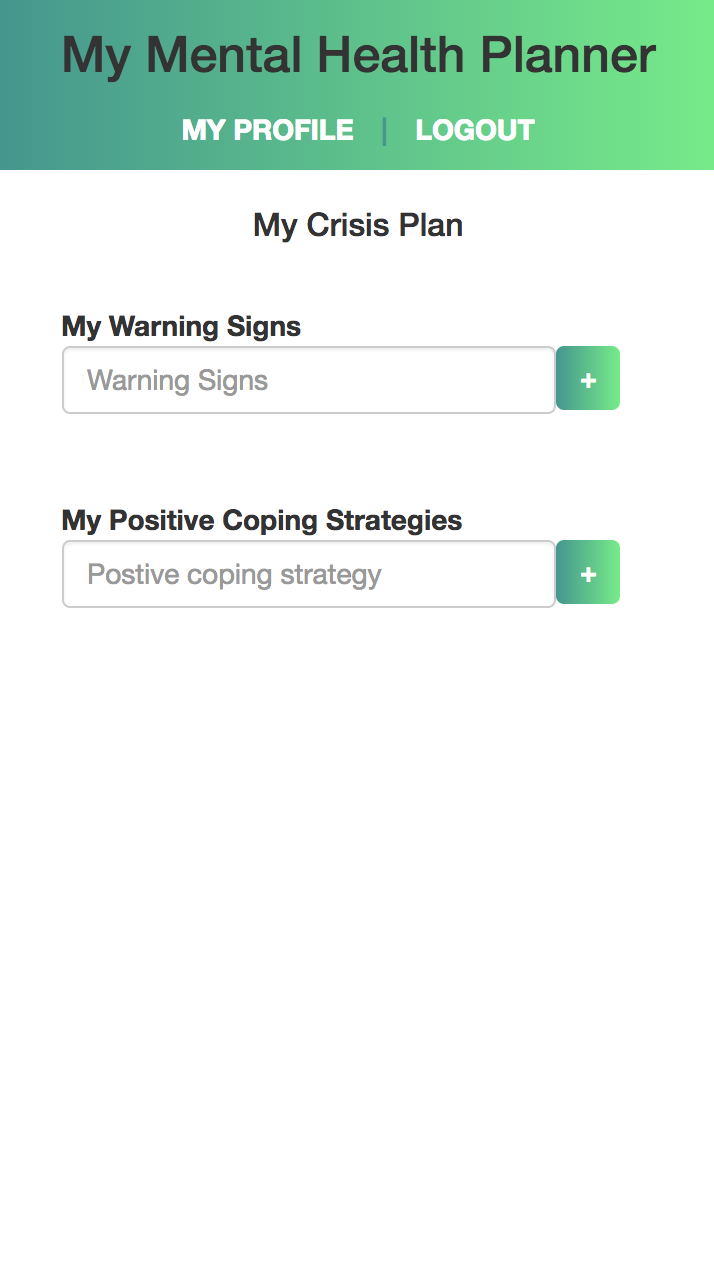 My Mental Health Planner
MY PROFILE | LOGOUT
My Crisis Plan
My Warning Signs
Warning Signs
+
My Positive Coping Strategies
Postive coping strategy
+